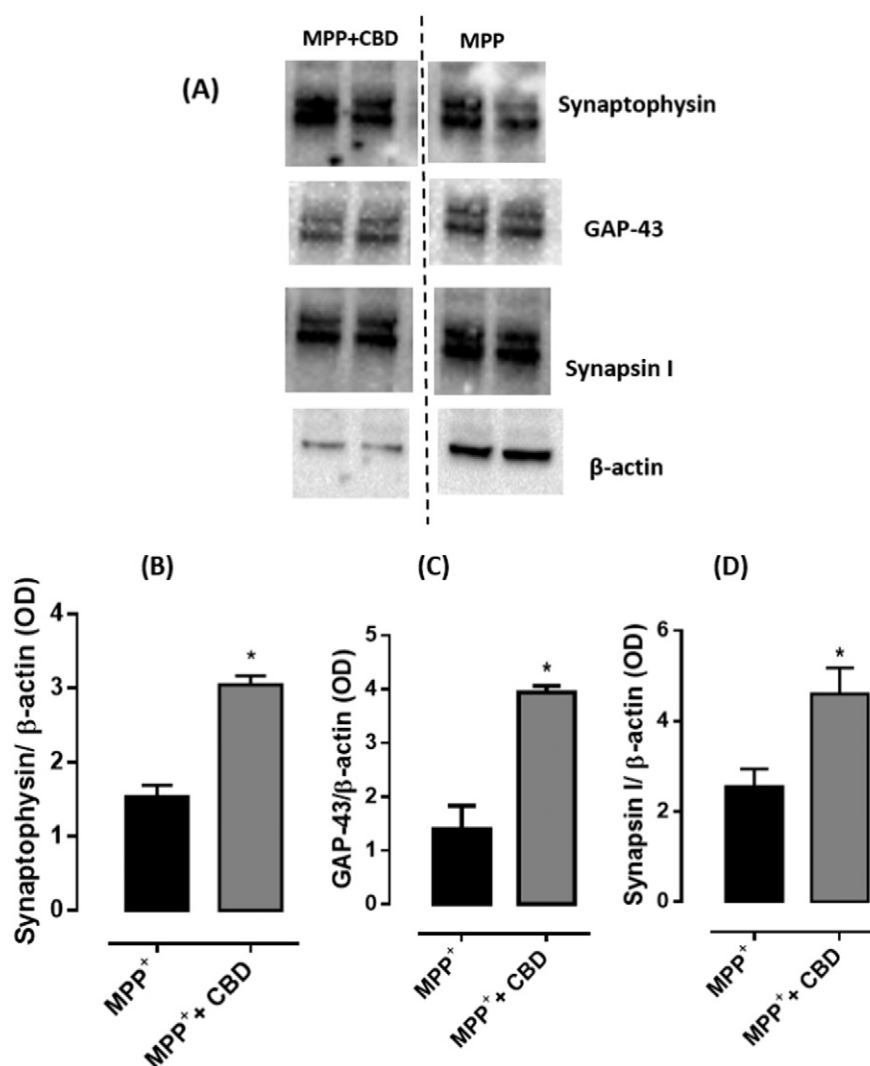 MPP+CBD MPP
(A)
Synaptophysin
GAP-43
Synapsin I
β-actin
(B)
Synaptophysin/ β-actin (OD)
4
3
2
1
0
*
MPP⁺
MPP⁺+ CBD
(C)
GAP-43/β-actin (OD)
5
4
3
2
1
0
*
MPP⁺
MPP⁺+ CBD
(D)
Synapsin I/ β-actin (OD)
6
4
2
0
*
MPP⁺
MPP⁺+ CBD